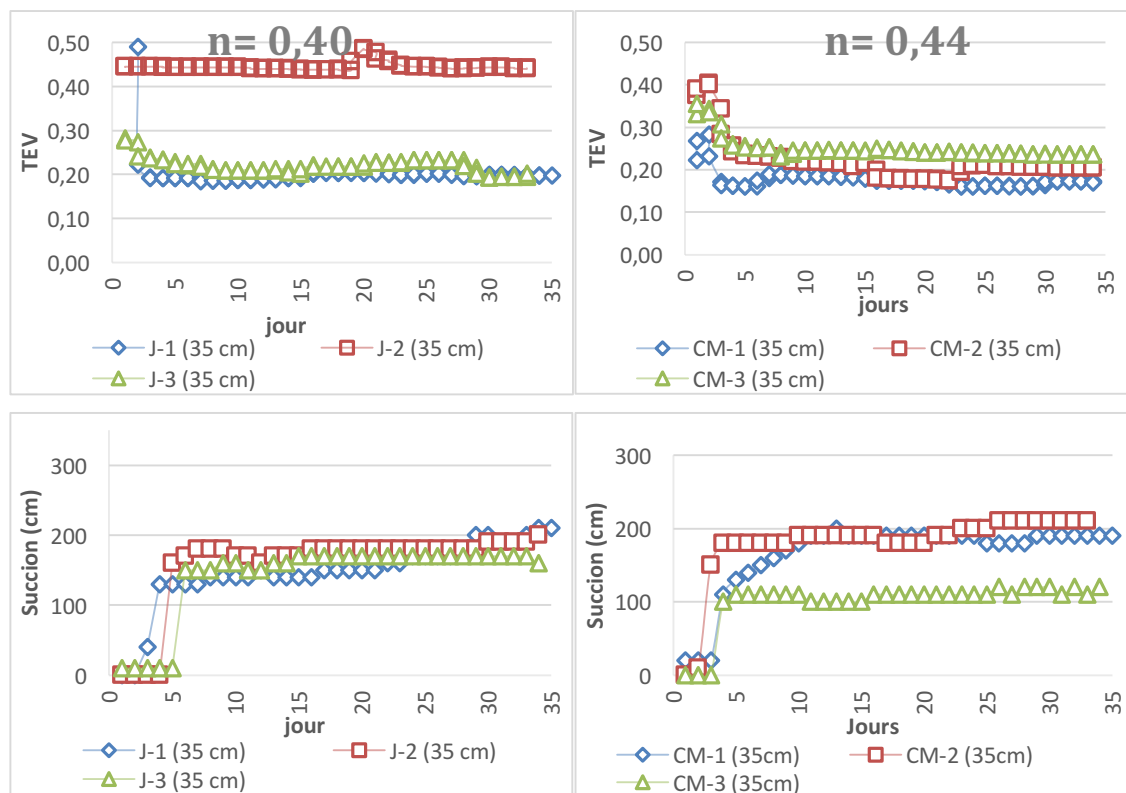 n= 0,40
0,50
0,40
0,30
0,20
0,10
0,00
TEV
0 5 10 15 20 25 30 35
jour
J-1 (35 cm) J-2 (35 cm)
J-3 (35 cm)
n= 0,44
0,50
0,40
0,30
0,20
0,10
0,00
TEV
0 5 10 15 20 25 30 35
jours
CM-1 (35 cm) CM-2 (35 cm)
CM-3 (35 cm)
300
200
100
0
Succion (cm)
0 5 10 15 20 25 30 35
jour
J-1 (35 cm) J-2 (35 cm)
J-3 (35 cm)
300
200
100
0
Succion (cm)
0 5 10 15 20 25 30 35
Jours
CM-1 (35cm) CM-2 (35cm)
CM-3 (35cm)